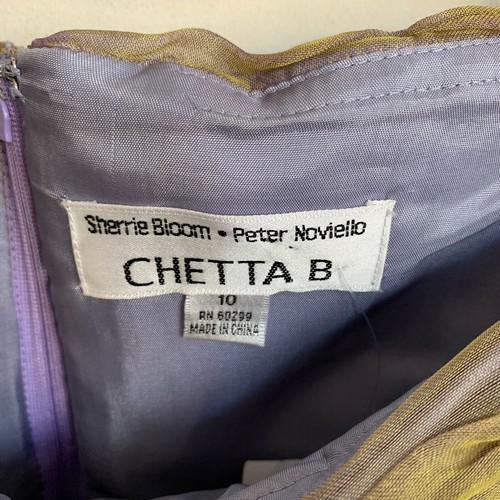 Sherrie Bloom • Peter Noviello
CHETTA B
10
RN 60299
MADE IN CHINA